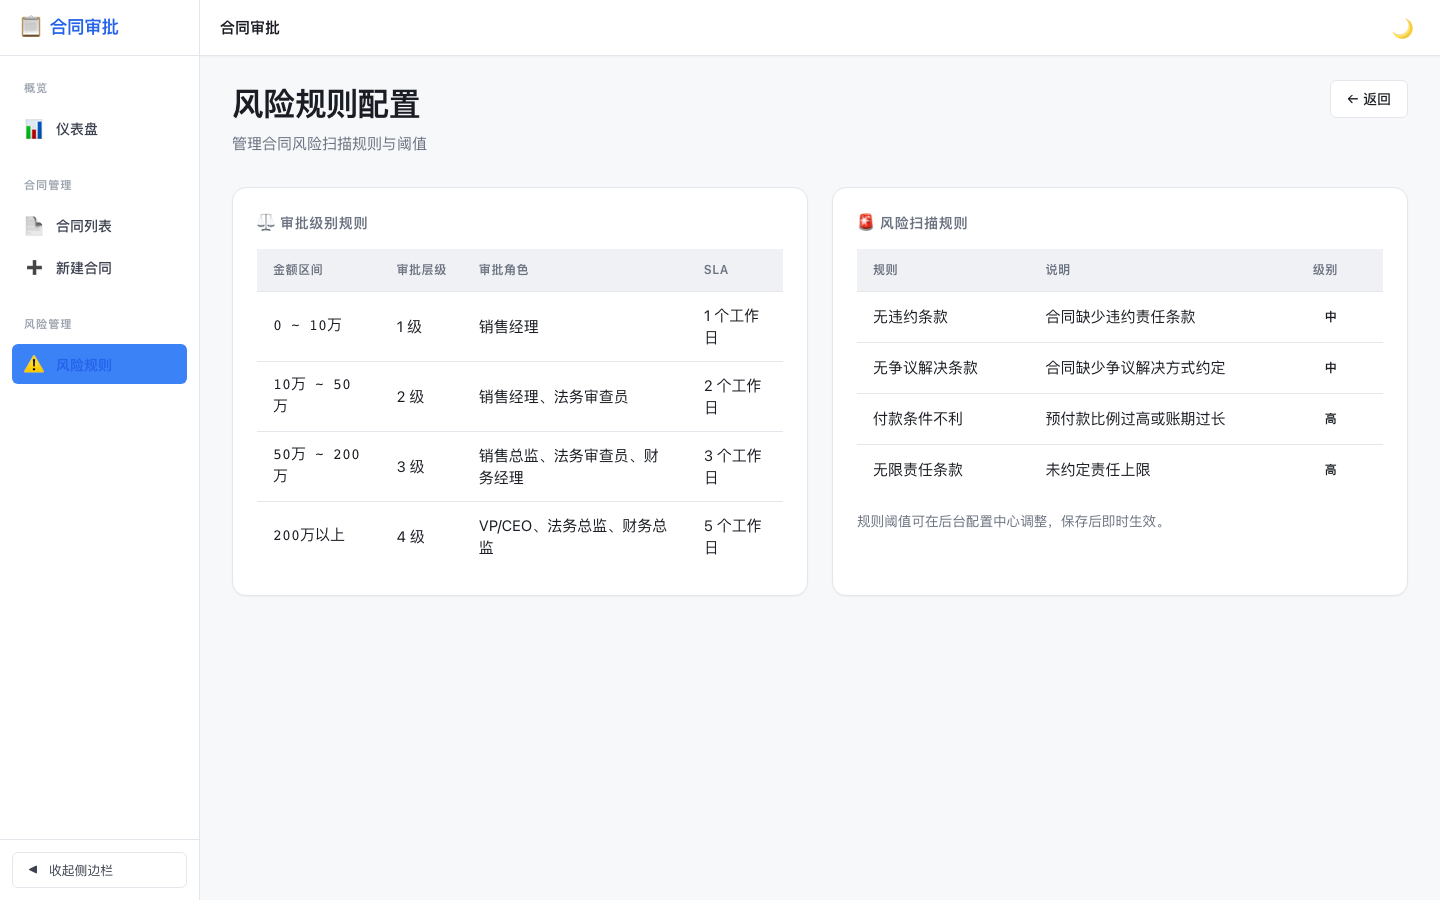 合同审批
合同审批
概览
仪表盘
合同管理
合同列表
新建合同
风险管理
风险规则
收起侧边栏
风险规则配置
← 返回
管理合同风险扫描规则与阈值
审批级别规则
金额区间 审批层级 审批角色 SLA
0 ~ 10万 1 级 销售经理 1 个工作
日
10万 ~ 50
万 2 级 销售经理、法务审查员 2 个工作
日
50万 ~ 200
万 3 级 销售总监、法务审查员、财
务经理 3 个工作
日
200万以上 4 级 VP/CEO、法务总监、财务总
监 5 个工作
日
风险扫描规则
规则 说明 级别
无违约条款 合同缺少违约责任条款 中
无争议解决条款 合同缺少争议解决方式约定 中
付款条件不利 预付款比例过高或账期过长 高
无限责任条款 未约定责任上限 高
规则阈值可在后台配置中心调整，保存后即时生效。